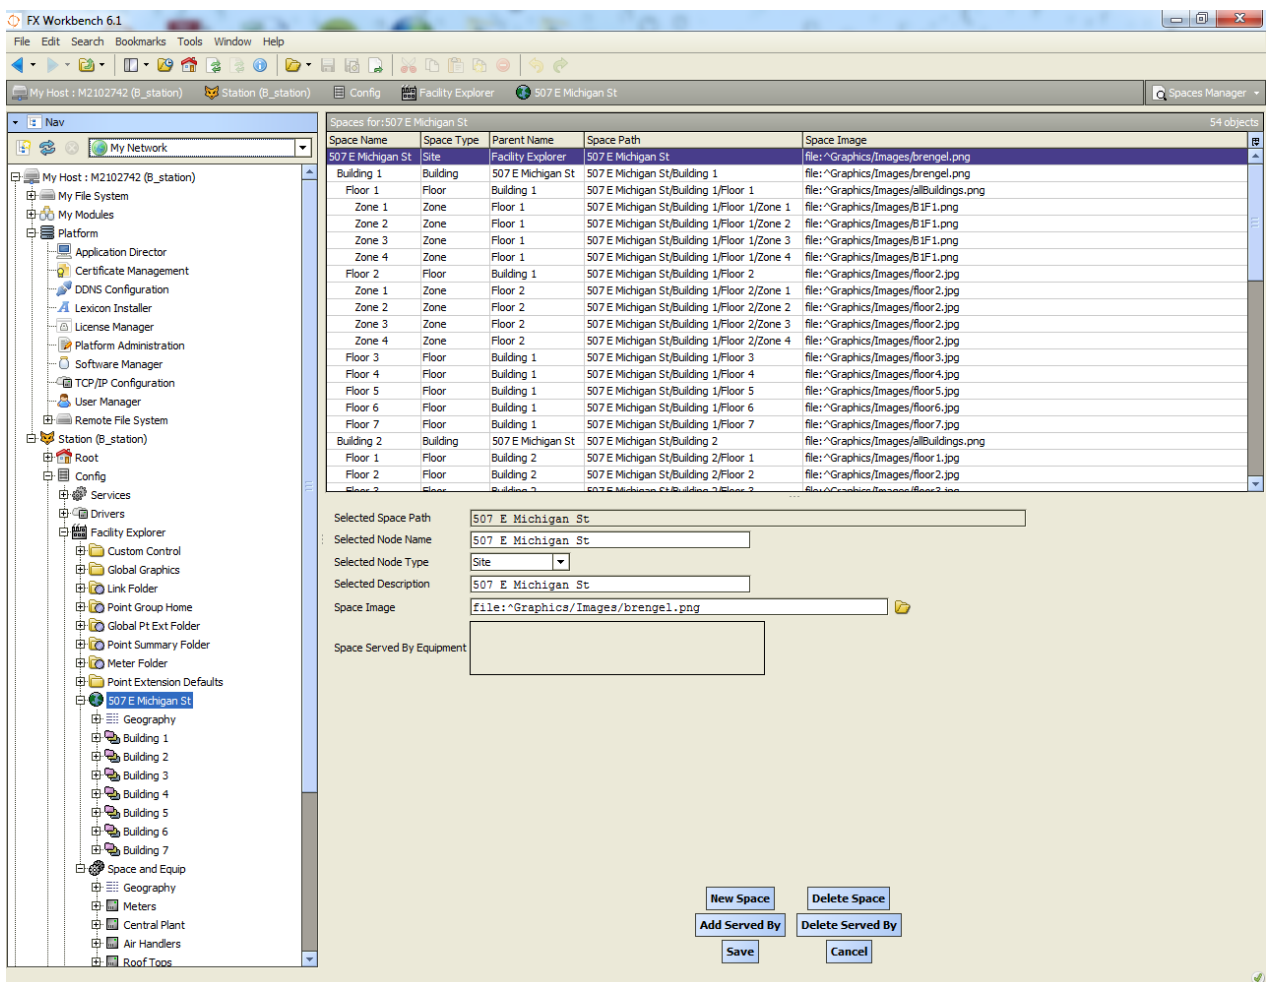 FX Workbench 6.1
File Edit Search Bookmarks Tools Window Help
My Host : M2102742 (B_station) Station (B_station) Config Facility Explorer 507 E Michigan St Spaces Manager
Nav
My Network
My Host : M2102742 (B_station)
My File System
My Modules
Platform
Application Director
Certificate Management
DDNS Configuration
Lexicon Installer
License Manager
Platform Administration
Software Manager
TCP/IP Configuration
User Manager
Remote File System
Station (B_station)
Root
Config
Services
Drivers
Facility Explorer
Custom Control
Global Graphics
Link Folder
Point Group Home
Global Pt Ext Folder
Point Summary Folder
Meter Folder
Point Extension Defaults
507 E Michigan St
Geography
Building 1
Building 2
Building 3
Building 4
Building 5
Building 6
Building 7
Space and Equip
Geography
Meters
Central Plant
Air Handlers
Roof Tops
Spaces for:507 E Michigan St 54 objects
Space Name Space Type Parent Name Space Path Space Image
507 E Michigan St Site Facility Explorer 507 E Michigan St file:^Graphics/Images/brengel.png
Building 1 Building 507 E Michigan St 507 E Michigan St/Building 1 file:^Graphics/Images/brengel.png
Floor 1 Floor Building 1 507 E Michigan St/Building 1/Floor 1 file:^Graphics/Images/allBuildings.png
Zone 1 Zone Floor 1 507 E Michigan St/Building 1/Floor 1/Zone 1 file:^Graphics/Images/B1F1.png
Zone 2 Zone Floor 1 507 E Michigan St/Building 1/Floor 1/Zone 2 file:^Graphics/Images/B1F1.png
Zone 3 Zone Floor 1 507 E Michigan St/Building 1/Floor 1/Zone 3 file:^Graphics/Images/B1F1.png
Zone 4 Zone Floor 1 507 E Michigan St/Building 1/Floor 1/Zone 4 file:^Graphics/Images/B1F1.png
Floor 2 Floor Building 1 507 E Michigan St/Building 1/Floor 2 file:^Graphics/Images/floor2.jpg
Zone 1 Zone Floor 2 507 E Michigan St/Building 1/Floor 2/Zone 1 file:^Graphics/Images/floor2.jpg
Zone 2 Zone Floor 2 507 E Michigan St/Building 1/Floor 2/Zone 2 file:^Graphics/Images/floor2.jpg
Zone 3 Zone Floor 2 507 E Michigan St/Building 1/Floor 2/Zone 3 file:^Graphics/Images/floor2.jpg
Zone 4 Zone Floor 2 507 E Michigan St/Building 1/Floor 2/Zone 4 file:^Graphics/Images/floor2.jpg
Floor 3 Floor Building 1 507 E Michigan St/Building 1/Floor 3 file:^Graphics/Images/floor3.jpg
Floor 4 Floor Building 1 507 E Michigan St/Building 1/Floor 4 file:^Graphics/Images/floor4.jpg
Floor 5 Floor Building 1 507 E Michigan St/Building 1/Floor 5 file:^Graphics/Images/floor5.jpg
Floor 6 Floor Building 1 507 E Michigan St/Building 1/Floor 6 file:^Graphics/Images/floor6.jpg
Floor 7 Floor Building 1 507 E Michigan St/Building 1/Floor 7 file:^Graphics/Images/floor7.jpg
Building 2 Building 507 E Michigan St 507 E Michigan St/Building 2 file:^Graphics/Images/allBuildings.png
Floor 1 Floor Building 2 507 E Michigan St/Building 2/Floor 1 file:^Graphics/Images/floor1.jpg
Floor 2 Floor Building 2 507 E Michigan St/Building 2/Floor 2 file:^Graphics/Images/floor2.jpg
Floor 3 Floor Building 2 507 E Michigan St/Building 2/Floor 3 file:^Graphics/Images/floor3.jpg
Selected Space Path 507 E Michigan St
Selected Node Name 507 E Michigan St
Selected Node Type Site
Selected Description 507 E Michigan St
Space Image file:^Graphics/Images/brengel.png
Space Served By Equipment
New Space Delete Space
Add Served By Delete Served By
Save Cancel